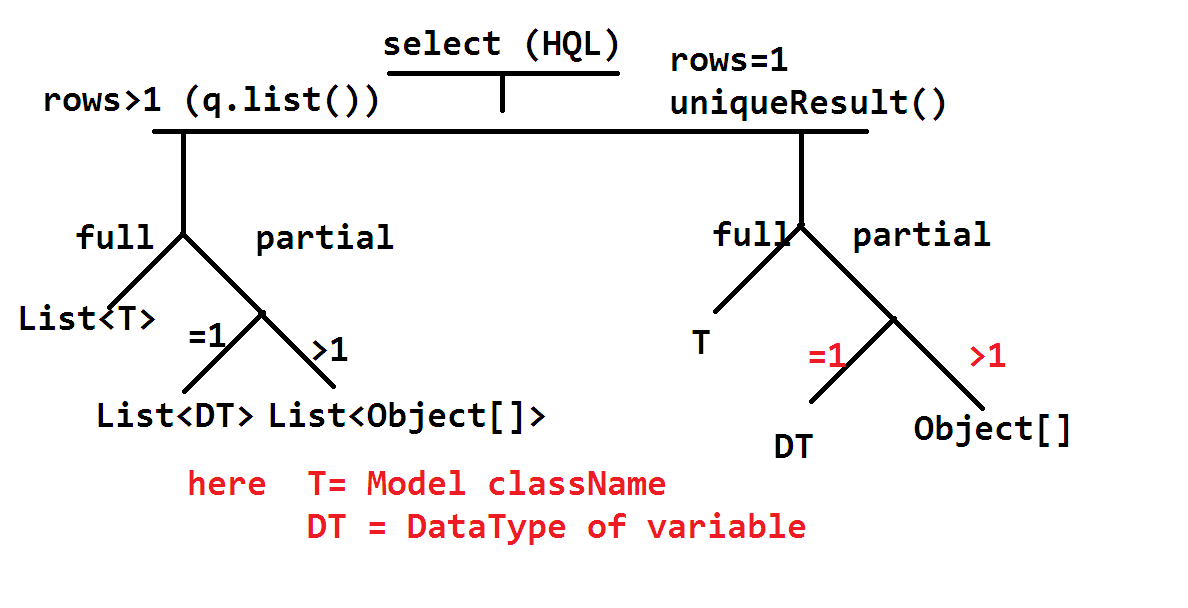 select (HQL)
rows>1 (q.list())
rows=1
uniqueResult()
full
partial
List<T>
=1
>1
List<DT>
List<Object[]>
full
partial
T
=1
>1
DT
Object[]
here T= Model className
DT = DataType of variable